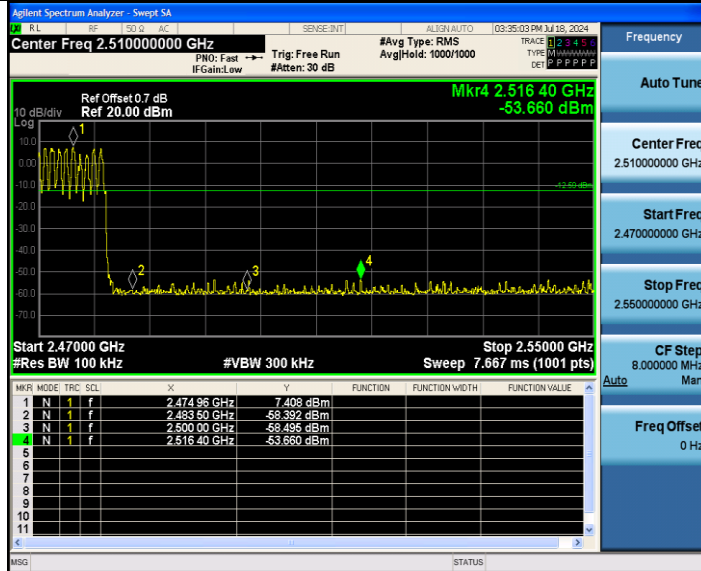 Agilent Spectrum Analyzer - Swept SA
RL RF 50 Ω AC SENSE:INT ALIGN AUTO 03:35:03 PM Jul 18, 2024
Center Freq 2.510000000 GHz
PNO: Fast
IFGain:Low
Trig: Free Run
#Atten: 30 dB
#Avg Type: RMS
Avg|Hold: 1000/1000
TRACE 1 2 3 4 5 6
TYPE M
DET P P P P P P
Mkr4 2.516 40 GHz
-53.660 dBm
Ref Offset 0.7 dB
10 dB/div Ref 20.00 dBm
Log
10.0
0.00
-10.0
-20.0
-30.0
-40.0
-50.0
-60.0
-70.0
1
2
3
4
Start 2.47000 GHz Stop 2.55000 GHz
#Res BW 100 kHz #VBW 300 kHz Sweep 7.667 ms (1001 pts)
MKR MODE TRC SCL X Y FUNCTION FUNCTION WIDTH FUNCTION VALUE
1 N 1 f 2.474 96 GHz 7.408 dBm
2 N 1 f 2.483 50 GHz -58.392 dBm
3 N 1 f 2.500 00 GHz -58.495 dBm
4 N 1 f 2.516 40 GHz -53.660 dBm
5
6
7
8
9
10
11
MSG STATUS
Frequency
Auto Tune
Center Freq
2.510000000 GHz
Start Freq
2.470000000 GHz
Stop Freq
2.550000000 GHz
CF Step
8.000000 MHz
Auto Man
Freq Offset
0 Hz